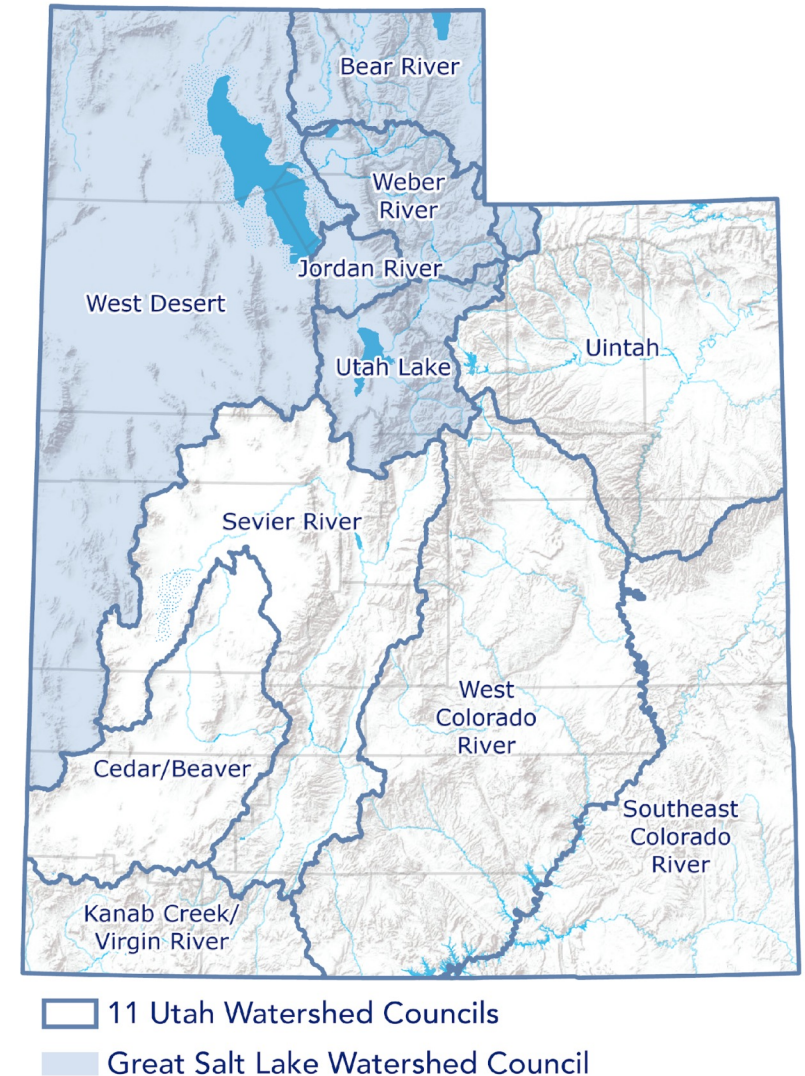 Bear River
Weber
River
Jordan River
West Desert
Uintah
Utah Lake
Sevier River
West
Colorado
River
Cedar/Beaver
Southeast
Colorado
River
Kanab Creek/
Virgin River
11 Utah Watershed Councils
Great Salt Lake Watershed Council